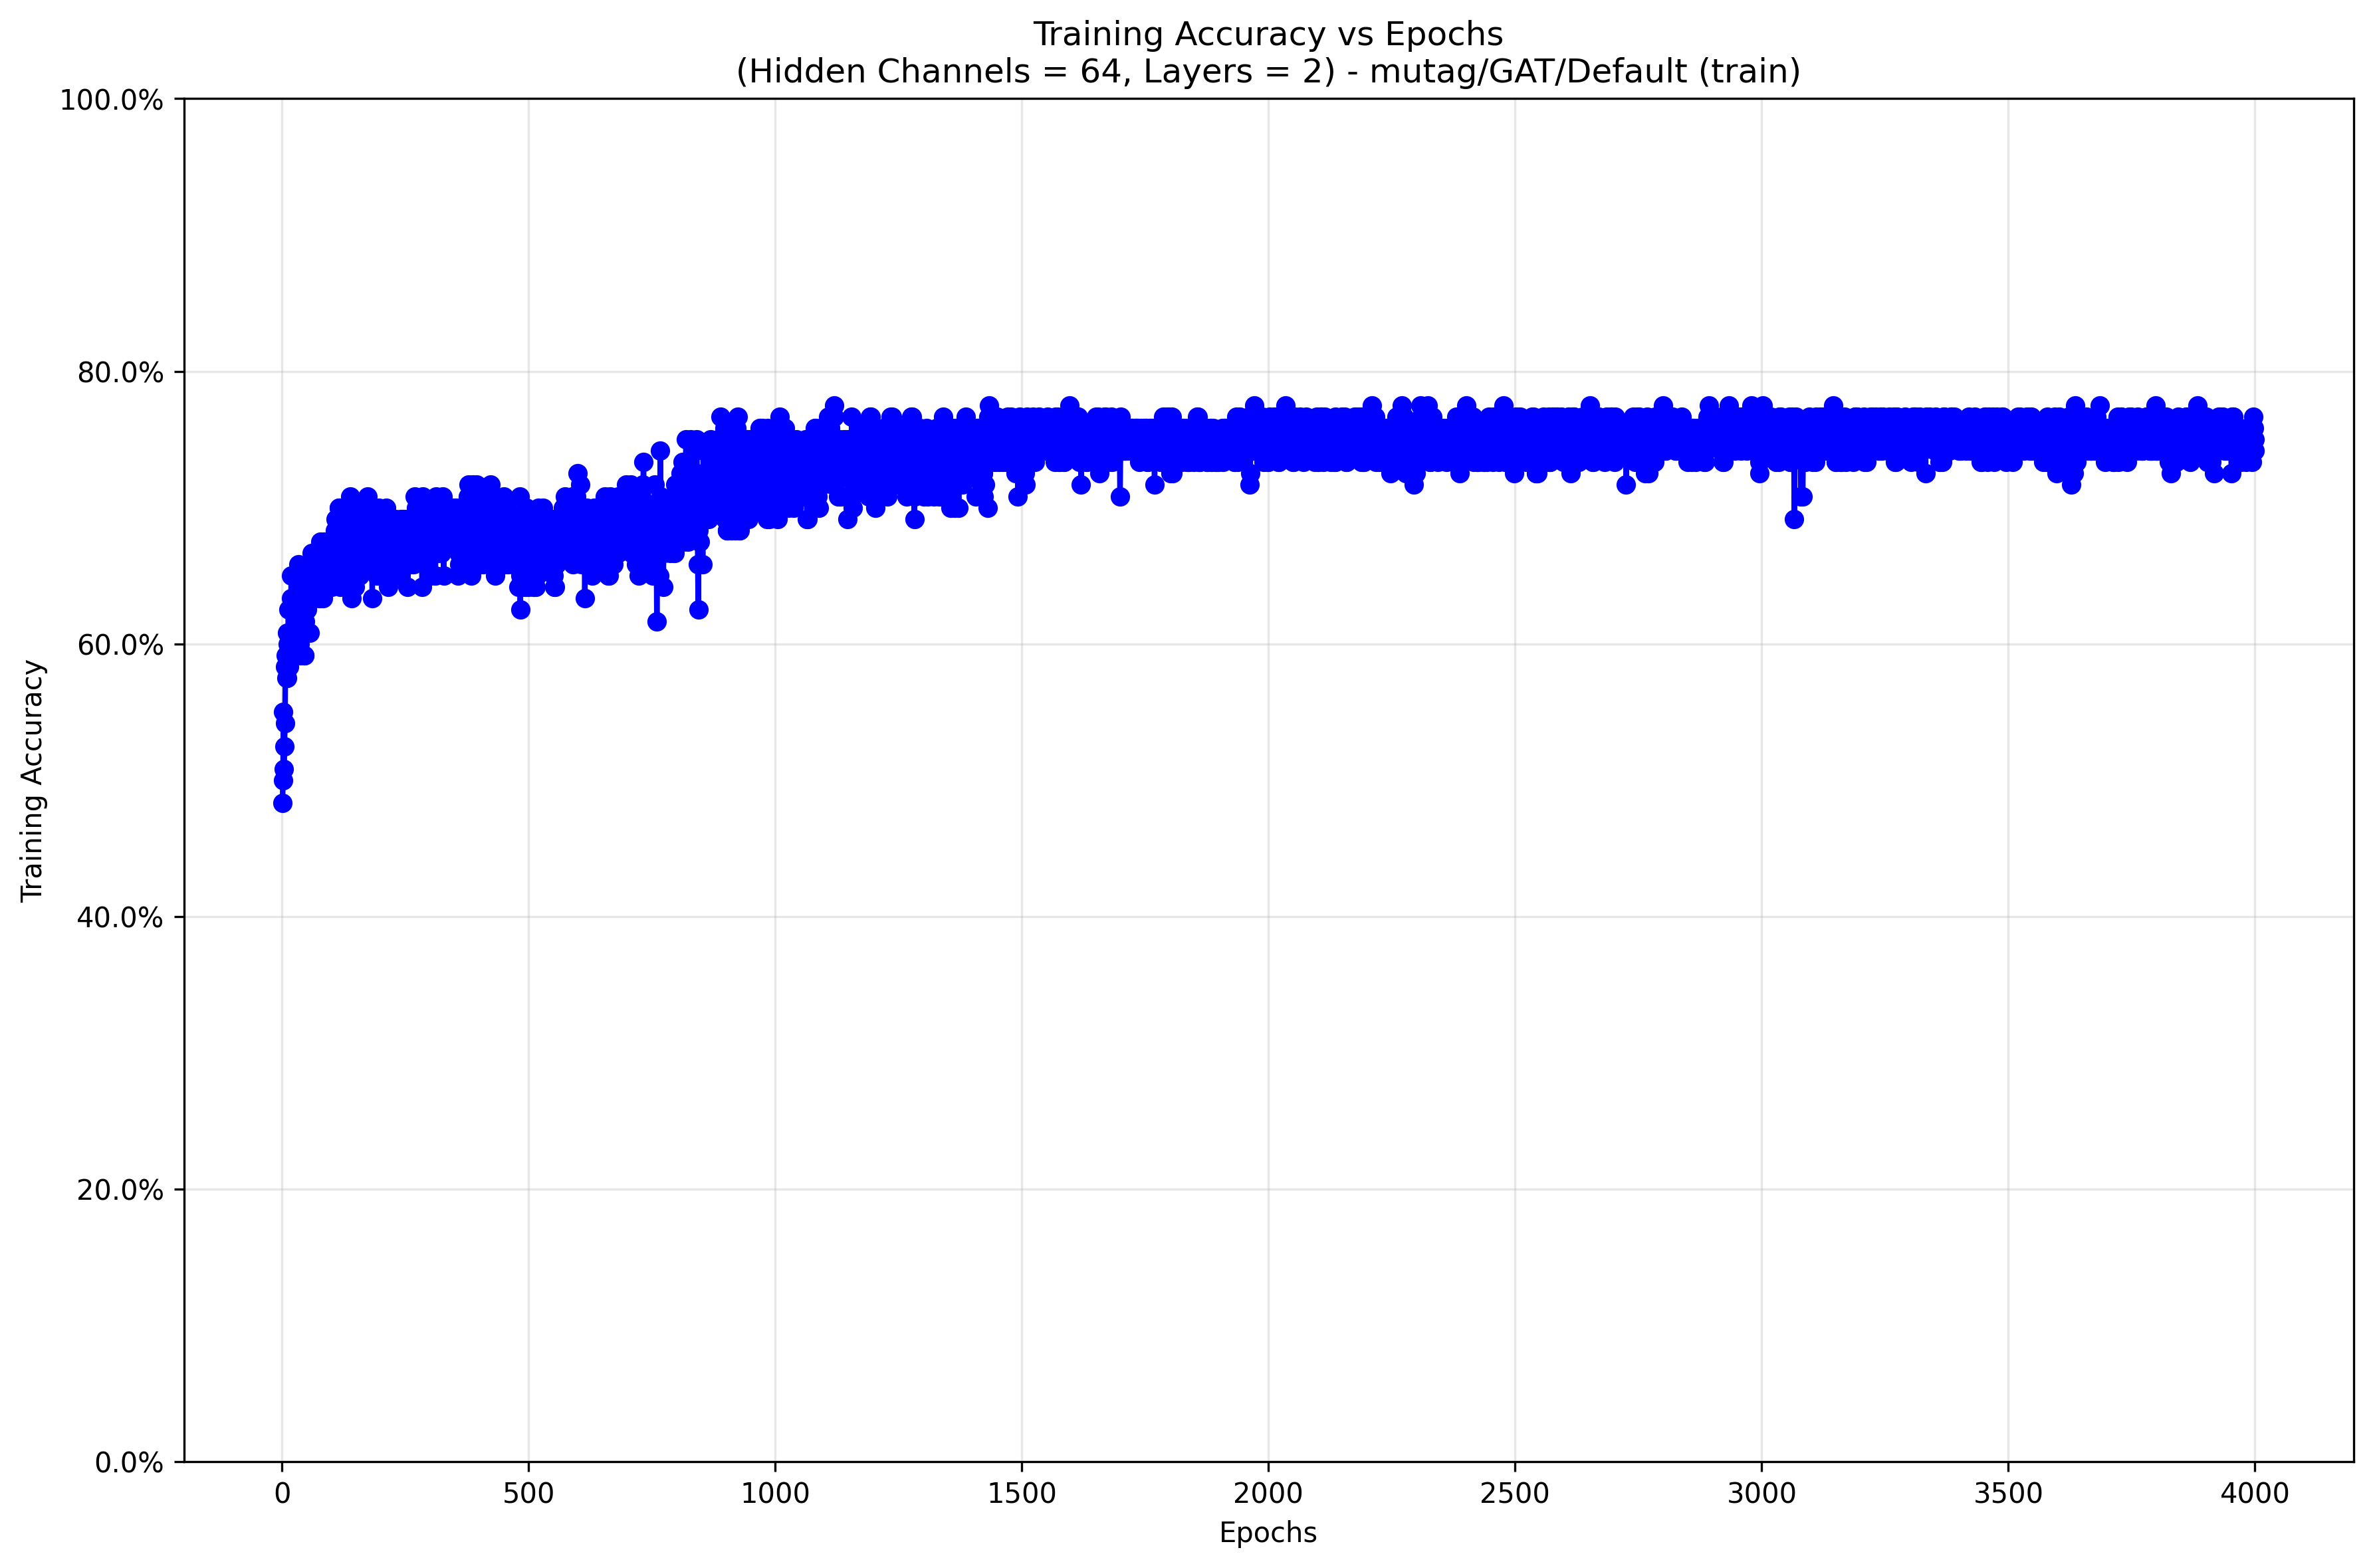 Training Accuracy vs Epochs
(Hidden Channels = 64, Layers = 2) - mutag/GAT/Default (train)
100.0%
80.0%
60.0%
40.0%
20.0%
0.0%
Training Accuracy
0 500 1000 1500 2000 2500 3000 3500 4000
Epochs